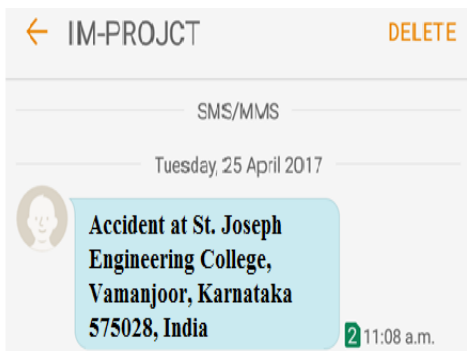 ← IM-PROJCT DELETE
SMS/MMS
Tuesday, 25 April 2017
Accident at St. Joseph
Engineering College,
Vamanjoor, Karnataka
575028, India
2 11:08 a.m.